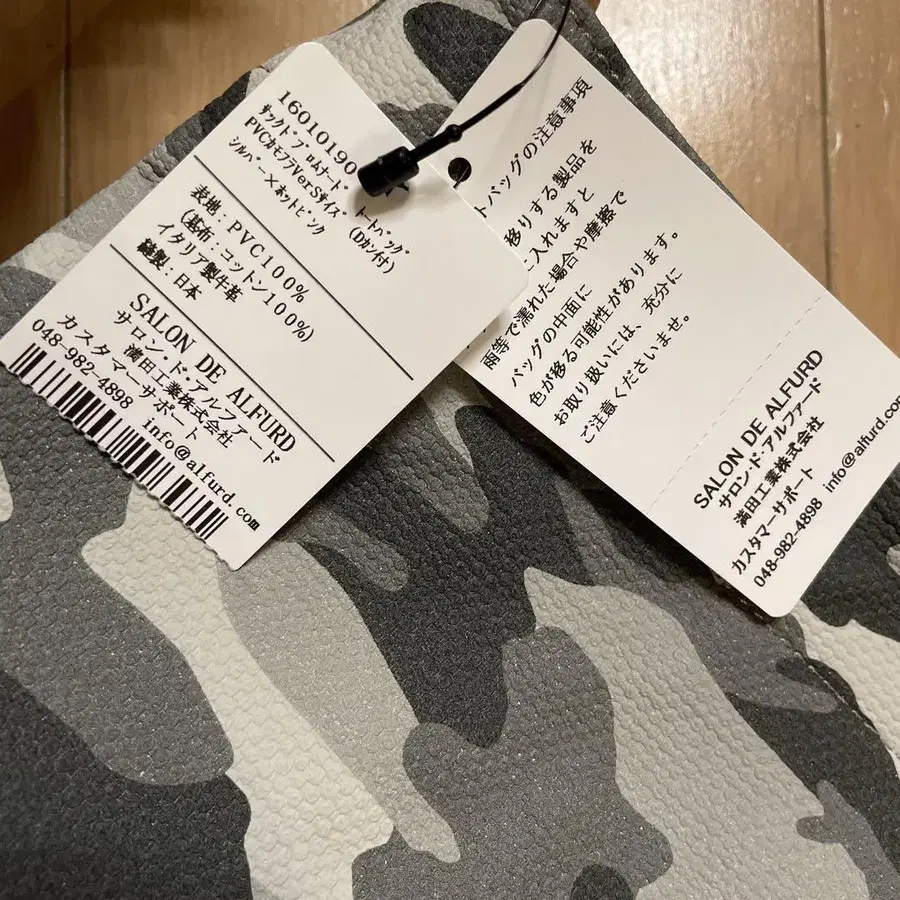 16010190
ｻｯｸﾄﾞﾌﾟﾛﾑﾅｰﾄﾞ ﾄｰﾄﾊﾞｯｸﾞ
PVCｶﾓﾌﾗVerSｻｲｽﾞ (Dｶﾝ付)
ｼﾙﾊﾞｰ×ﾎｯﾄﾋﾟﾝｸ
表地:PVC100%
(基布:コットン100%)
イタリア製牛革
縫製:日本
SALON DE ALFURD
サロン・ド・アルファード
満田工業株式会社
カスタマーサポート
048-982-4898 info@alfurd.com
トバッグの注意事項
移りする製品を
に入れますと
雨等で濡れた場合や摩擦で
バッグの中面に
色が移る可能性があります。
お取り扱いには、充分に
ご注意くださいませ。
SALON DE ALFURD
サロン・ド・アルファード
満田工業株式会社
カスタマーサポート
048-982-4898 info@alfurd.com